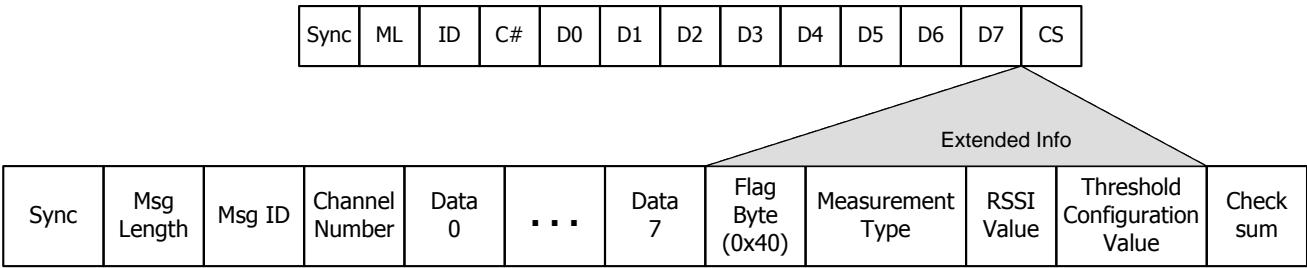 Sync ML ID C# D0 D1 D2 D3 D4 D5 D6 D7 CS
Extended Info
Sync
Msg
Length
Msg ID
Channel
Number
Data
0
. . .
Data
7
Flag
Byte
(0x40)
Measurement
Type
RSSI
Value
Threshold
Configuration
Value
Check
sum